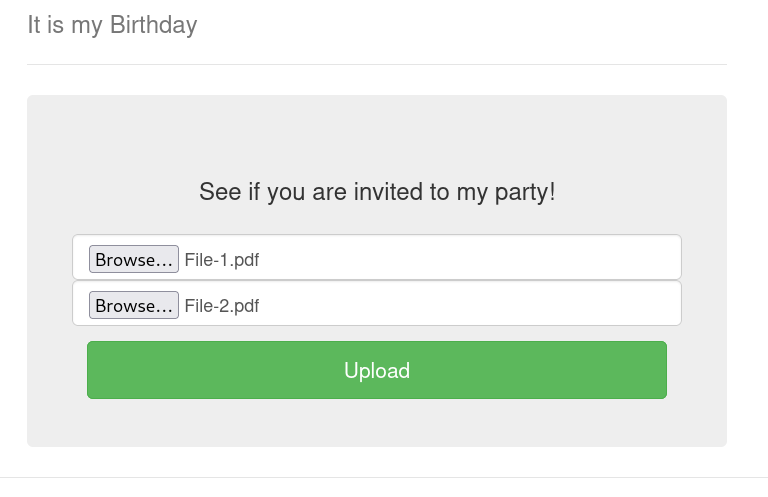 It is my Birthday
See if you are invited to my party!
Browse... File-1.pdf
Browse... File-2.pdf
Upload